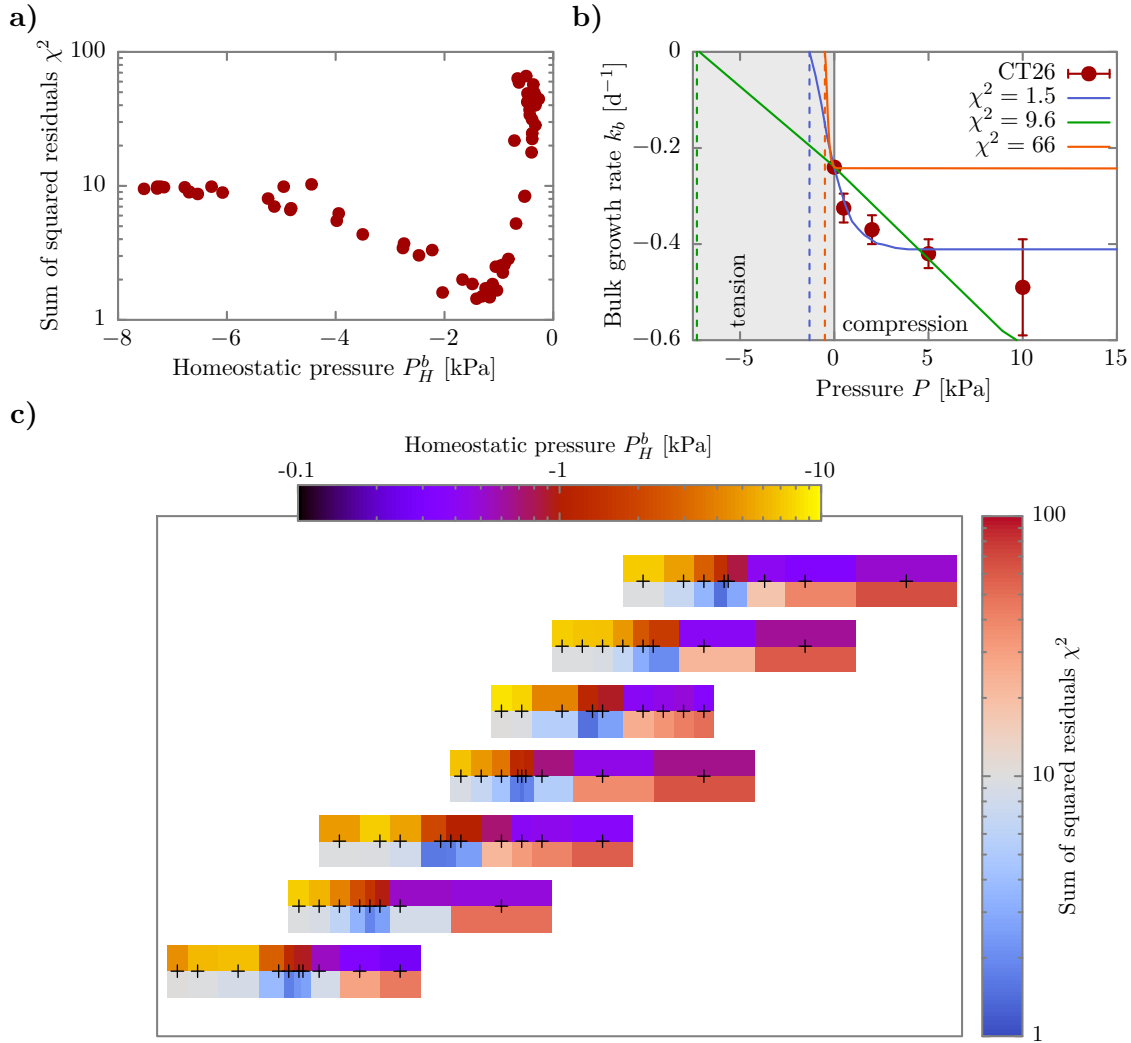 a)
Sum of squared residuals χ²
100
10
1
−8
−6
−4
−2
0
Homeostatic pressure P_H^b [kPa]
b)
Bulk growth rate k_b [d⁻¹]
0
−0.2
−0.4
−0.6
CT26
χ² = 1.5
χ² = 9.6
χ² = 66
tension
compression
−5
0
5
10
15
Pressure P [kPa]
c)
Homeostatic pressure P_H^b [kPa]
-0.1
-1
-10
100
10
1
Sum of squared residuals χ²